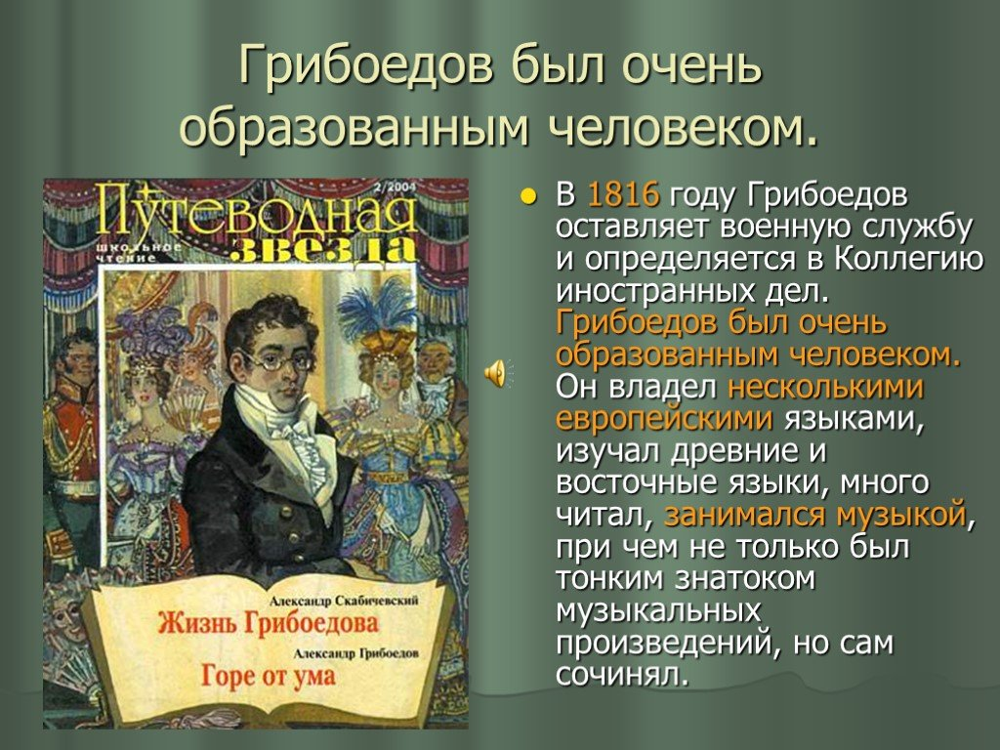 Грибоедов был очень
образованным человеком.
2/2004
Путеводная
школьное
чтение
звезда
Александр Скабичевский
Жизнь Грибоедова
Александр Грибоедов
Горе от ума
В 1816 году Грибоедов
оставляет военную службу
и определяется в Коллегию
иностранных дел.
Грибоедов был очень
образованным человеком.
Он владел несколькими
европейскими языками,
изучал древние и
восточные языки, много
читал, занимался музыкой,
при чем не только был
тонким знатоком
музыкальных
произведений, но сам
сочинял.